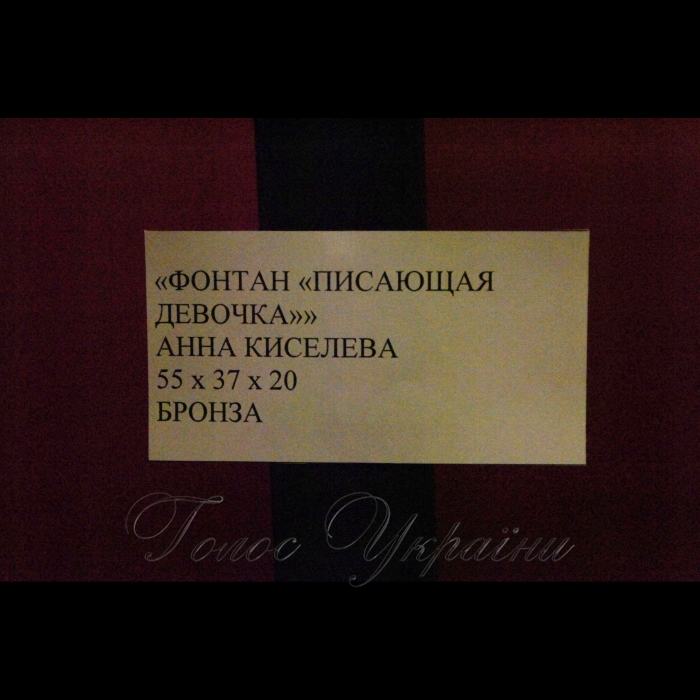 «ФОНТАН «ПИСАЮЩАЯ
ДЕВОЧКА»»
АННА КИСЕЛЕВА
55 x 37 x 20
БРОНЗА
Голос України